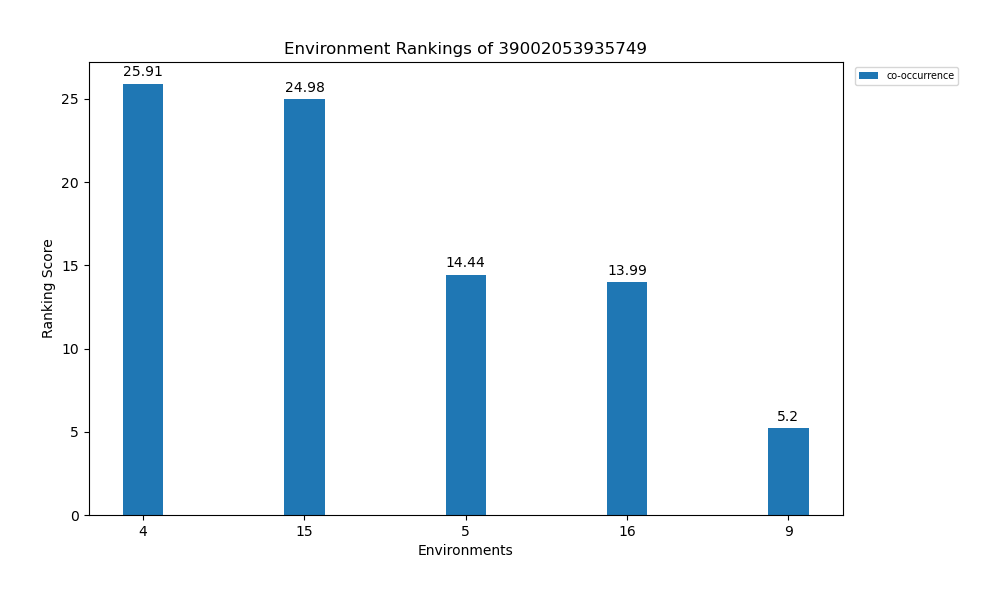 Environment Rankings of 39002053935749
co-occurrence
25.91
24.98
14.44
13.99
5.2
Ranking Score
25
20
15
10
5
0
4 15 5 16 9
Environments